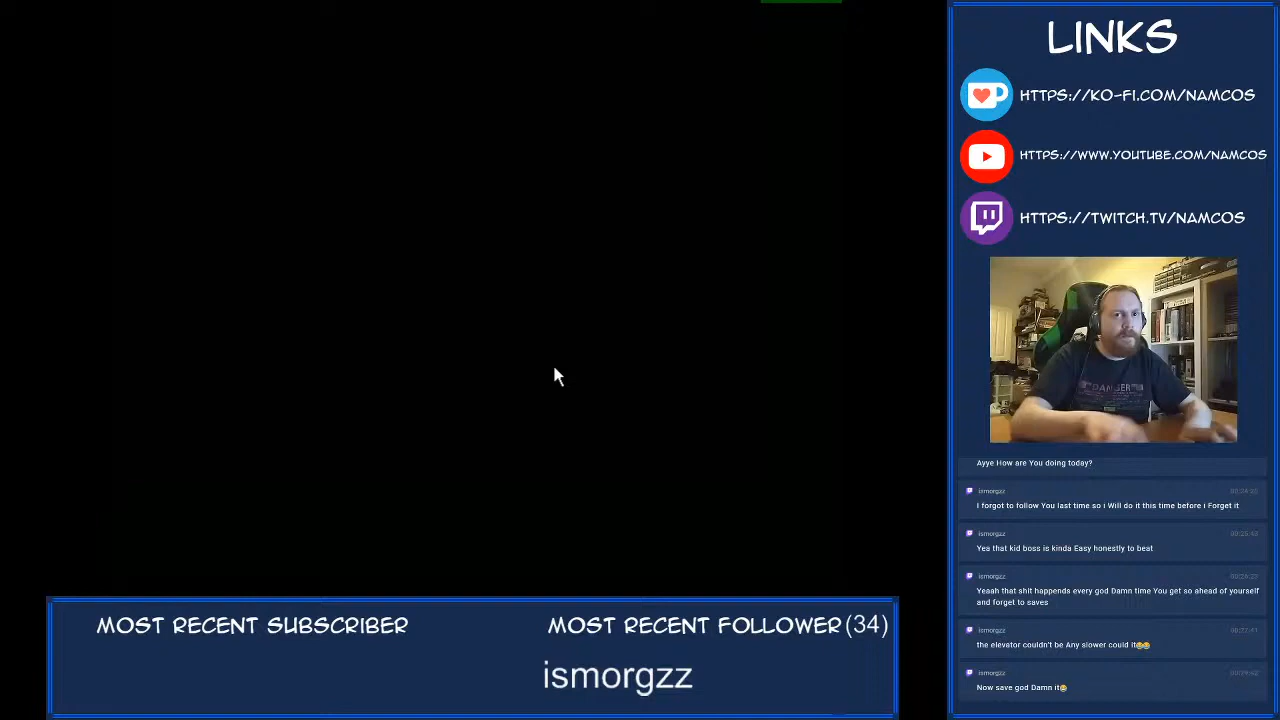 LINKS
HTTPS://KO-FI.COM/NAMCOS
HTTPS://WWW.YOUTUBE.COM/NAMCOS
HTTPS://TWITCH.TV/NAMCOS
DANGER
Ayye How are You doing today?
ismorgzz
I forgot to follow You last time so i Will do it this time before i Forget it
ismorgzz
Yea that kid boss is kinda Easy honestly to beat
ismorgzz
Yeeah that shit happends every god Damn time You get so ahead of yourself
and forget to saves
ismorgzz
the elevator couldn't be Any slower could it😂😂
ismorgzz
Now save god Damn it😂
MOST RECENT SUBSCRIBER
MOST RECENT FOLLOWER (34)
ismorgzz